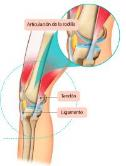 Articulación de la rodilla
Tendón
Ligamento